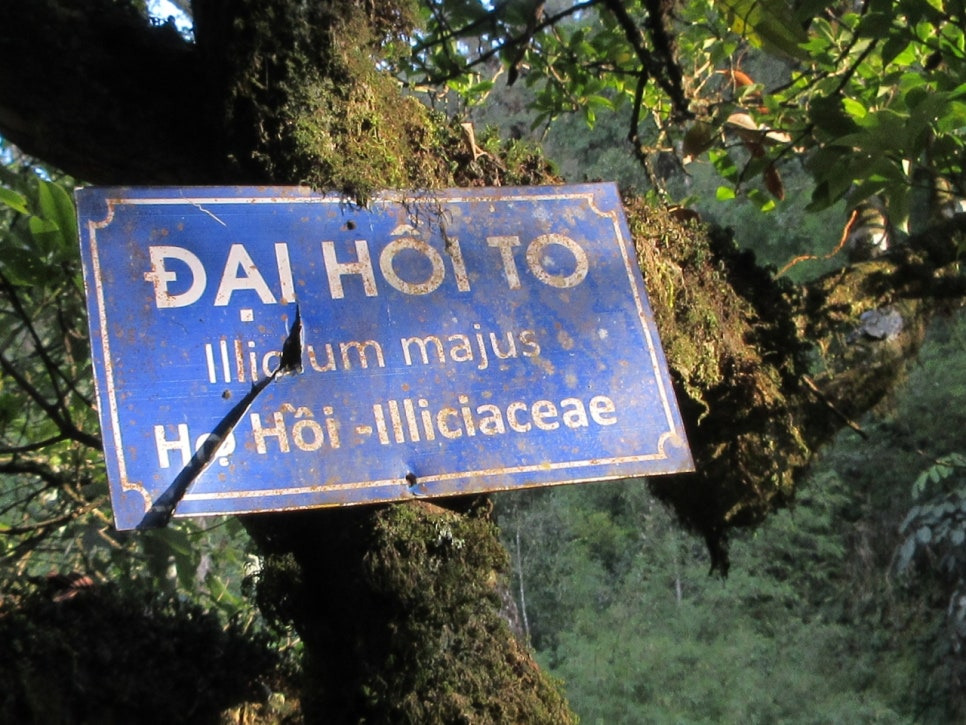 ĐẠI HỒI TO
Illicium majus
Họ Hồi -Illiciaceae